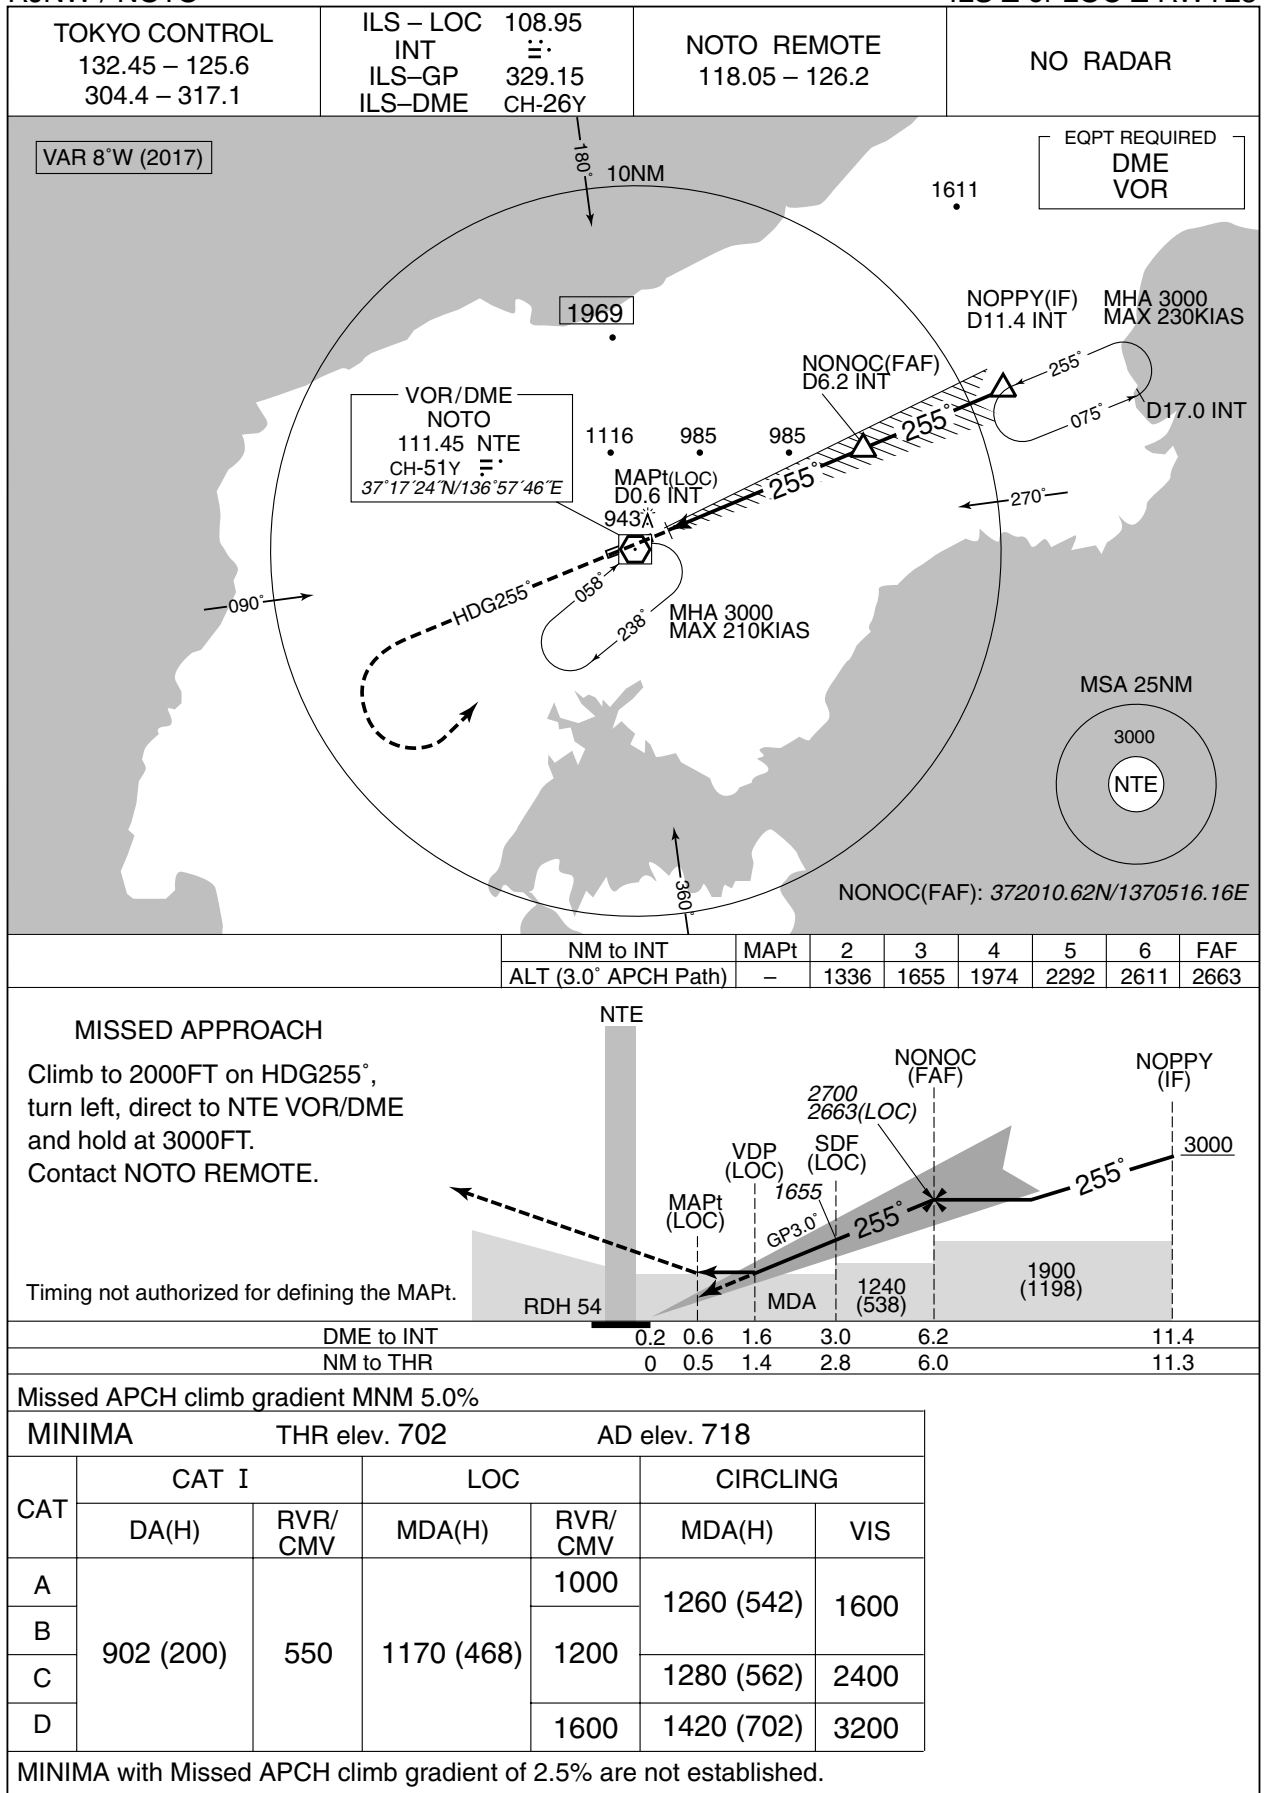 TOKYO CONTROL
132.45 – 125.6
304.4 – 317.1
ILS – LOC 108.95
INT
ILS–GP 329.15
ILS–DME CH-26Y
NOTO REMOTE
118.05 – 126.2
NO RADAR
VAR 8°W (2017)
EQPT REQUIRED
DME
VOR
180°
10NM
1611
1969
NOPPY(IF)
D11.4 INT
MHA 3000
MAX 230KIAS
NONOC(FAF)
D6.2 INT
255°
075°
D17.0 INT
255°
255°
270°
VOR/DME
NOTO
111.45 NTE
CH-51Y
37°17′24″N/136°57′46″E
1116
985
985
MAPt(LOC)
D0.6 INT
943
090°
HDG255°
058°
238°
MHA 3000
MAX 210KIAS
MSA 25NM
3000
NTE
360°
NONOC(FAF): 372010.62N/1370516.16E
NM to INT MAPt 2 3 4 5 6 FAF
ALT (3.0° APCH Path) – 1336 1655 1974 2292 2611 2663
MISSED APPROACH
Climb to 2000FT on HDG255°,
turn left, direct to NTE VOR/DME
and hold at 3000FT.
Contact NOTO REMOTE.
Timing not authorized for defining the MAPt.
NTE
NONOC
(FAF)
NOPPY
(IF)
2700
2663(LOC)
SDF
(LOC)
VDP
(LOC)
1655
MAPt
(LOC)
3000
255°
255°
GP3.0°
RDH 54
MDA
1240
(538)
1900
(1198)
DME to INT 0.2 0.6 1.6 3.0 6.2 11.4
NM to THR 0 0.5 1.4 2.8 6.0 11.3
Missed APCH climb gradient MNM 5.0%
MINIMA THR elev. 702 AD elev. 718
CAT CAT I LOC CIRCLING
DA(H) RVR/CMV MDA(H) RVR/CMV MDA(H) VIS
A 902 (200) 550 1170 (468) 1000 1260 (542) 1600
B 1200
C 1280 (562) 2400
D 1600 1420 (702) 3200
MINIMA with Missed APCH climb gradient of 2.5% are not established.